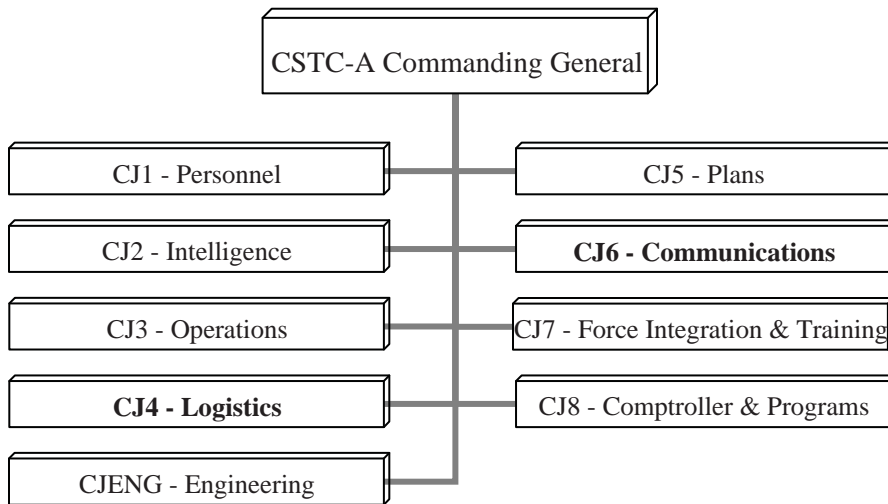 CSTC-A Commanding General
CJ1 - Personnel
CJ5 - Plans
CJ2 - Intelligence
CJ6 - Communications
CJ3 - Operations
CJ7 - Force Integration & Training
CJ4 - Logistics
CJ8 - Comptroller & Programs
CJENG - Engineering